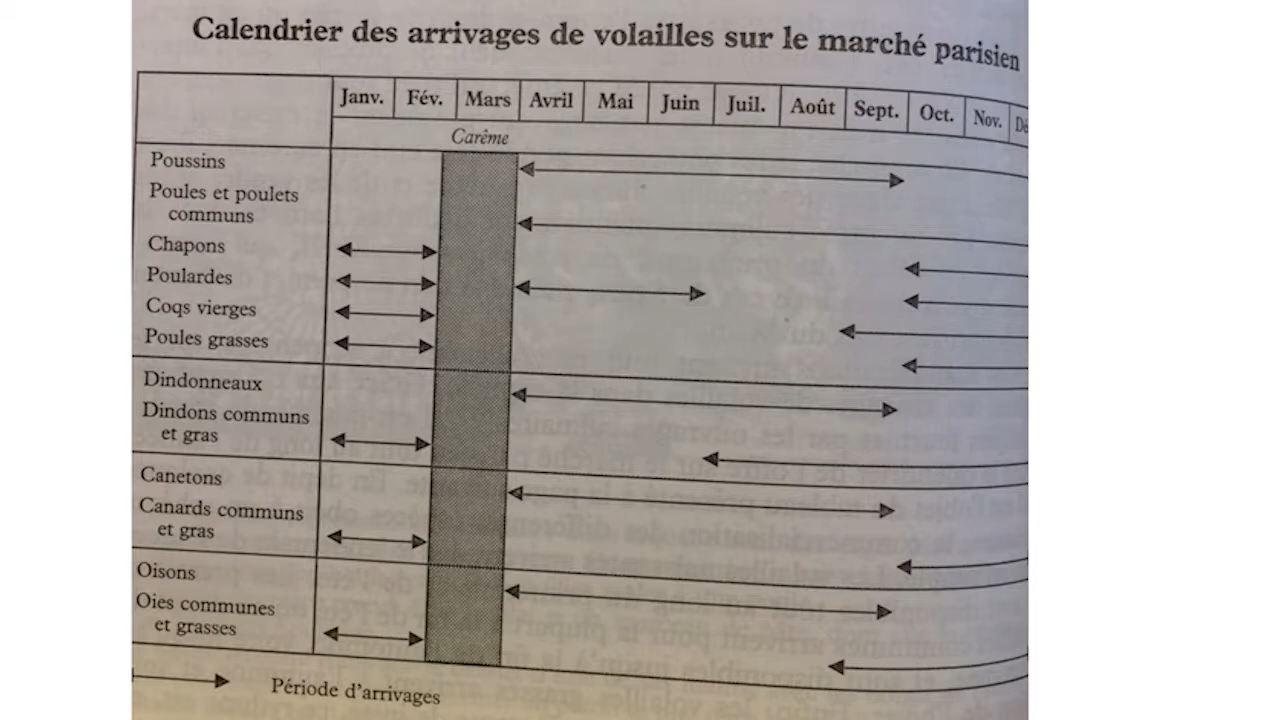 Calendrier des arrivages de volailles sur le marché parisien
Janv. Fév. Mars Avril Mai Juin Juil. Août Sept. Oct. Nov. Dé
Carême
Poussins
Poules et poulets
communs
Chapons
Poulardes
Coqs vierges
Poules grasses
Dindonneaux
Dindons communs
et gras
Canetons
Canards communs
et gras
Oisons
Oies communes
et grasses
Période d'arrivages